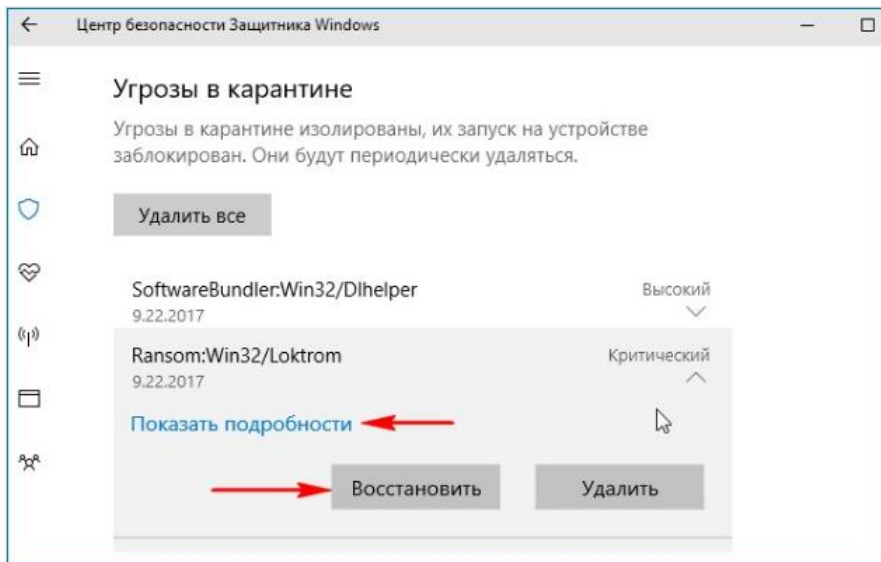 Центр безопасности Защитника Windows
Угрозы в карантине
Угрозы в карантине изолированы, их запуск на устройстве
заблокирован. Они будут периодически удаляться.
Удалить все
SoftwareBundler:Win32/Dlhelper
Высокий
9.22.2017
Ransom:Win32/Loktrom
Критический
9.22.2017
Показать подробности
Восстановить
Удалить